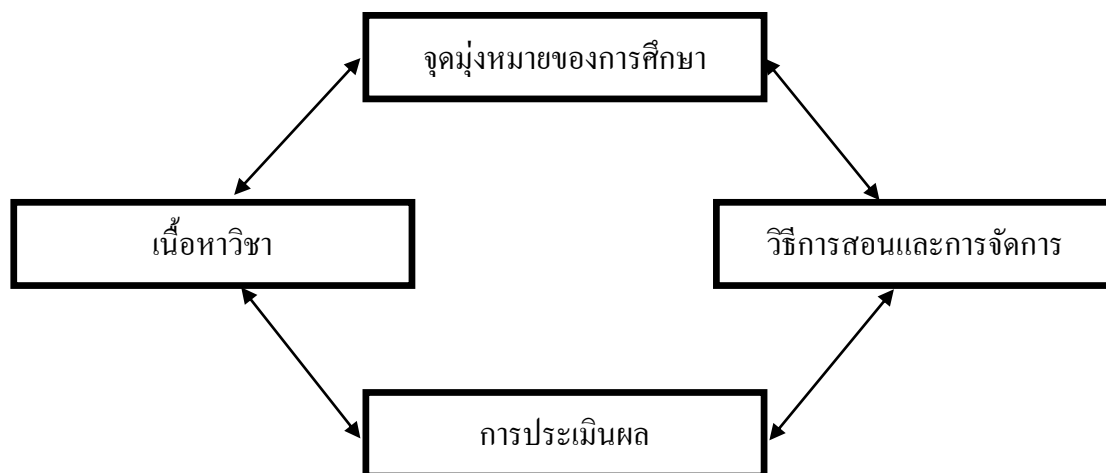 จุดมุ่งหมายของการศึกษา
เนื้อหาวิชา
วิธีการสอนและการจัดการ
การประเมินผล